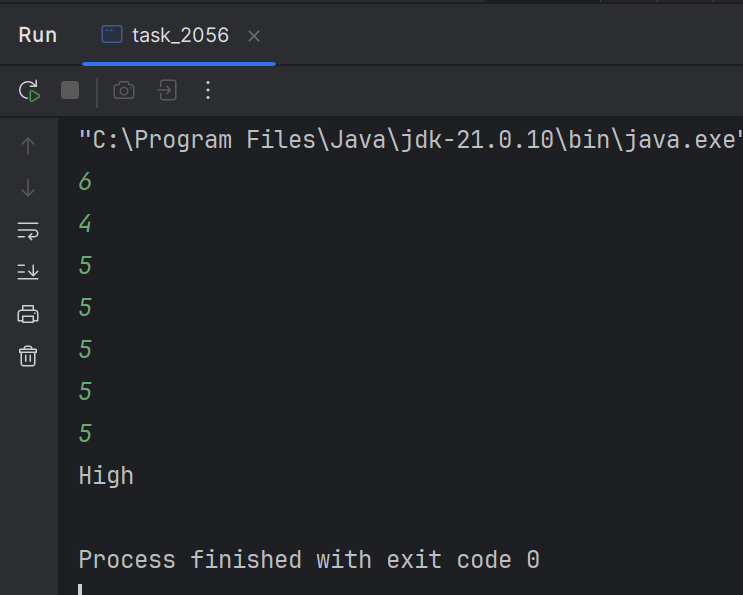 Run task_2056
"C:\Program Files\Java\jdk-21.0.10\bin\java.exe"
6
4
5
5
5
5
5
High
Process finished with exit code 0